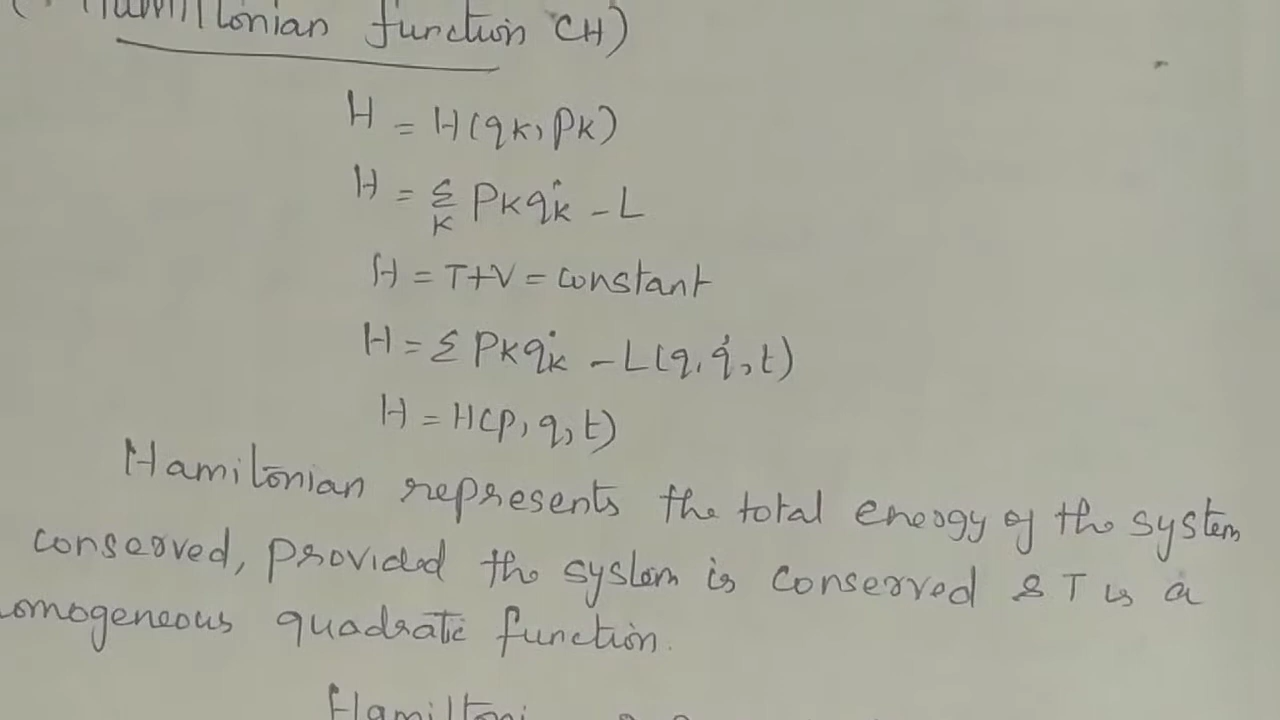 ( Hamiltonian function (H)
H = H(qk, pk)
H = Σ Pk q̇k - L
k
H = T+V = constant
H = Σ Pk q̇k - L(q, q̇, t)
H = H(p, q, t)
Hamiltonian represents the total energy of the system
conserved, provided the system is conserved & T is a
homogeneous quadratic function.
Hamiltoni